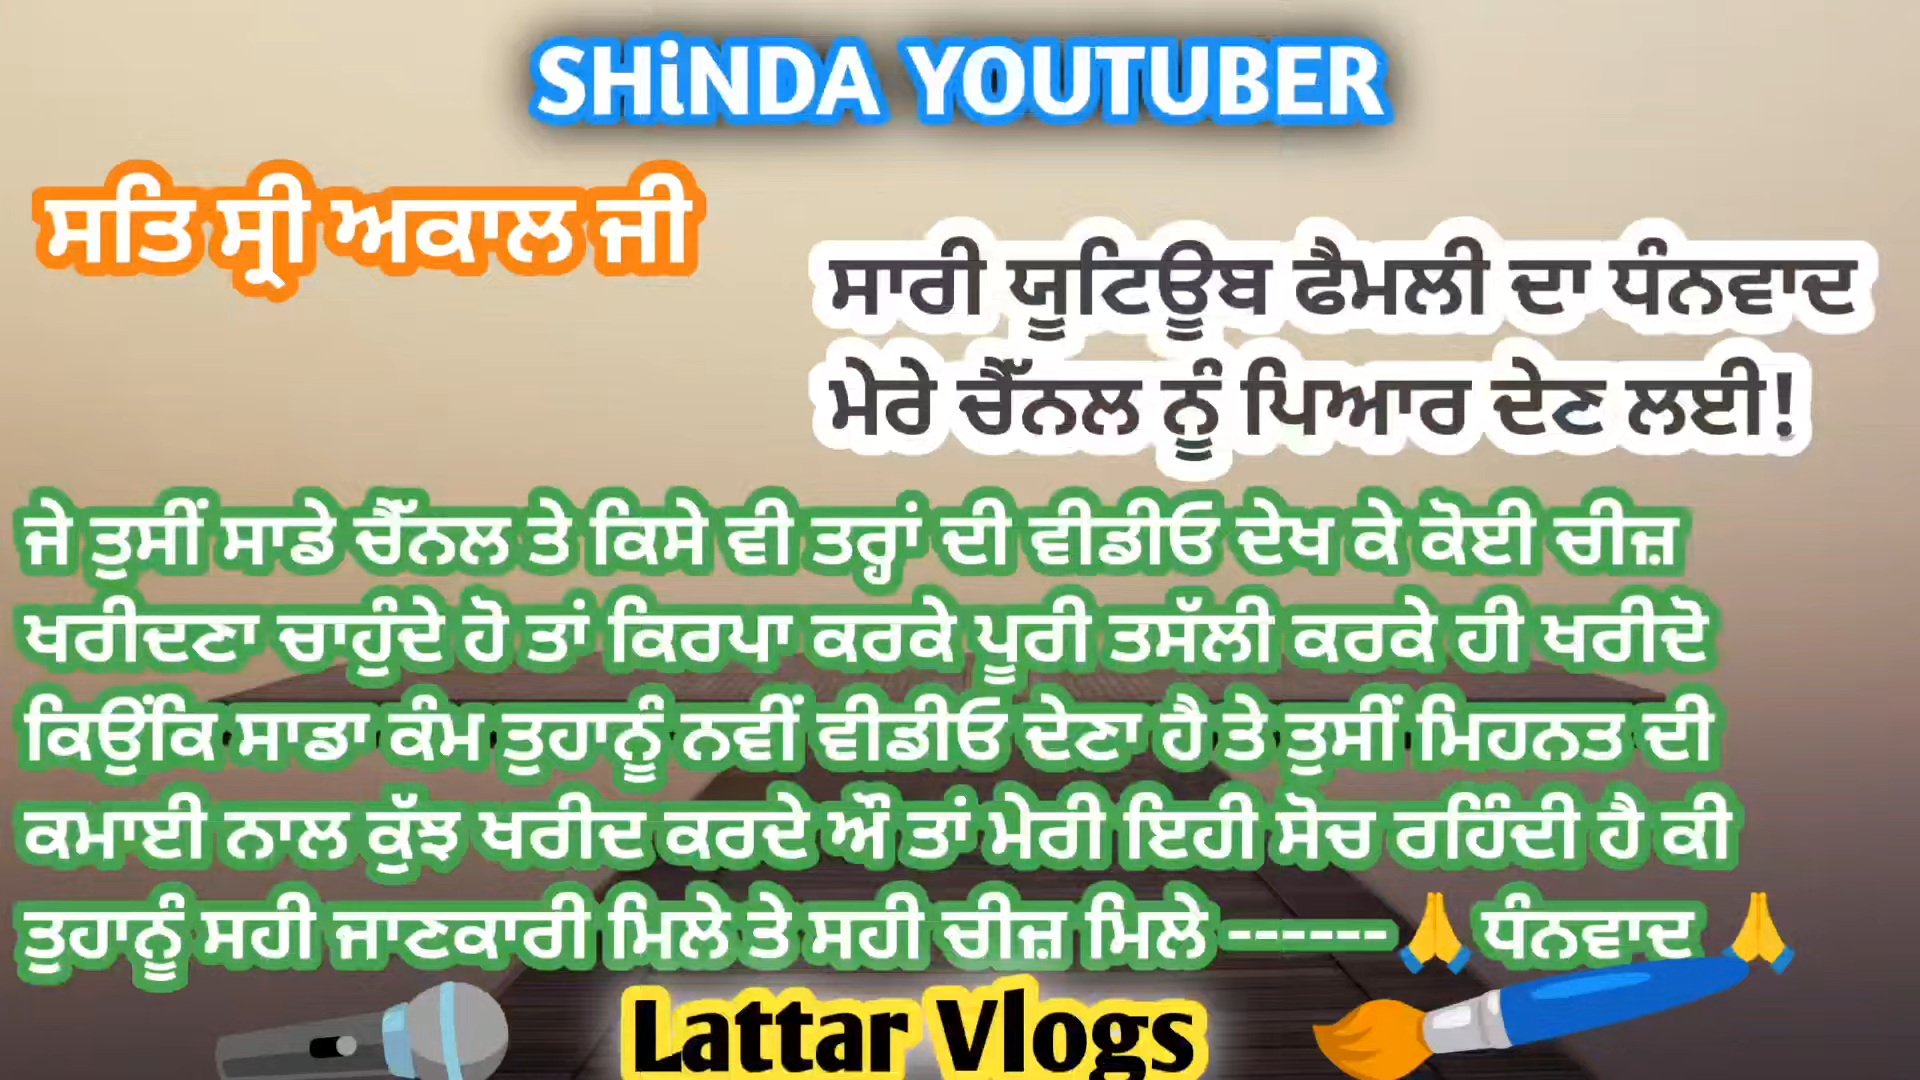 SHiNDA YOUTUBER
ਸਤਿ ਸ੍ਰੀ ਅਕਾਲ ਜੀ
ਸਾਰੀ ਯੂਟਿਊਬ ਫੈਮਲੀ ਦਾ ਧੰਨਵਾਦ
ਮੇਰੇ ਚੈੱਨਲ ਨੂੰ ਪਿਆਰ ਦੇਣ ਲਈ!
ਜੇ ਤੁਸੀਂ ਸਾਡੇ ਚੈੱਨਲ ਤੇ ਕਿਸੇ ਵੀ ਤਰ੍ਹਾਂ ਦੀ ਵੀਡੀਓ ਦੇਖ ਕੇ ਕੋਈ ਚੀਜ਼
ਖਰੀਦਣਾ ਚਾਹੁੰਦੇ ਹੋ ਤਾਂ ਕਿਰਪਾ ਕਰਕੇ ਪੂਰੀ ਤਸੱਲੀ ਕਰਕੇ ਹੀ ਖਰੀਦੋ
ਕਿਉਂਕਿ ਸਾਡਾ ਕੰਮ ਤੁਹਾਨੂੰ ਨਵੀਂ ਵੀਡੀਓ ਦੇਣਾ ਹੈ ਤੇ ਤੁਸੀਂ ਮਿਹਨਤ ਦੀ
ਕਮਾਈ ਨਾਲ ਕੁੱਝ ਖਰੀਦ ਕਰਦੇ ਔ ਤਾਂ ਮੇਰੀ ਇਹੀ ਸੋਚ ਰਹਿੰਦੀ ਹੈ ਕੀ
ਤੁਹਾਨੂੰ ਸਹੀ ਜਾਣਕਾਰੀ ਮਿਲੇ ਤੇ ਸਹੀ ਚੀਜ਼ ਮਿਲੇ ------🙏 ਧੰਨਵਾਦ 🙏
Lattar Vlogs